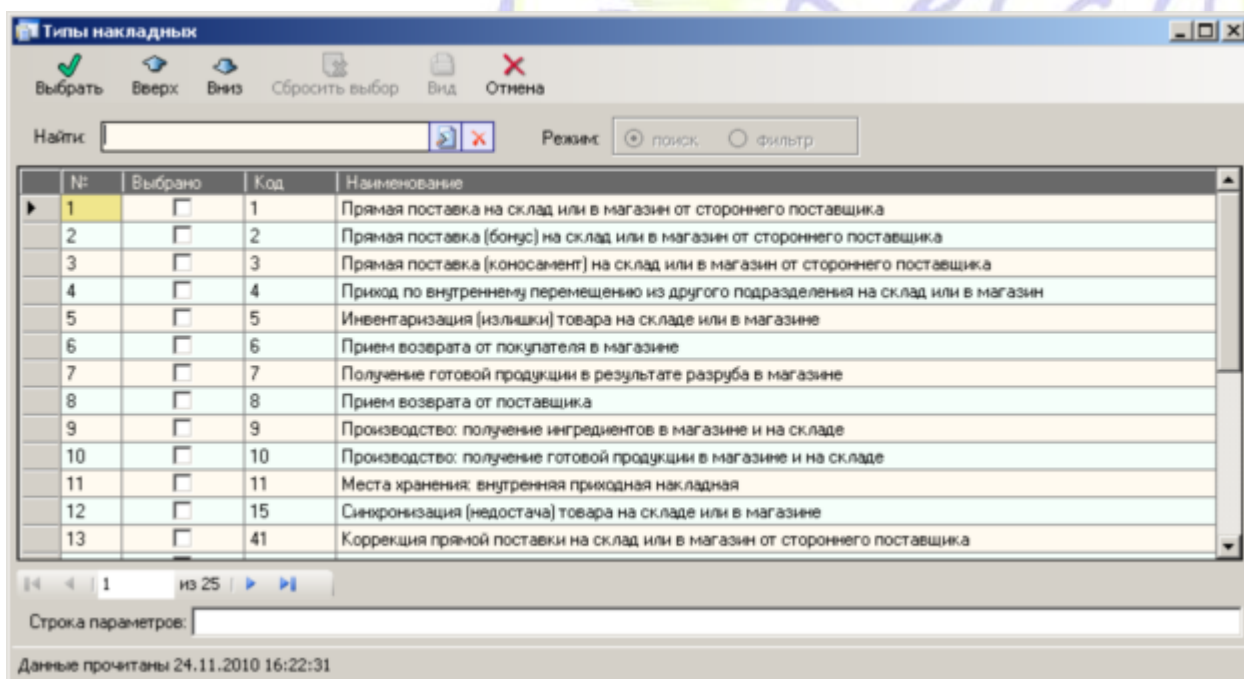 Типы накладных
Выбрать Вверх Вниз Сбросить выбор Вид Отмена
Найти: Режим: поиск фильтр
№ Выбрано Код Наименование
1 1 Прямая поставка на склад или в магазин от стороннего поставщика
2 2 Прямая поставка (бонус) на склад или в магазин от стороннего поставщика
3 3 Прямая поставка (коносамент) на склад или в магазин от стороннего поставщика
4 4 Приход по внутреннему перемещению из другого подразделения на склад или в магазин
5 5 Инвентаризация (излишки) товара на складе или в магазине
6 6 Прием возврата от покупателя в магазине
7 7 Получение готовой продукции в результате разруба в магазине
8 8 Прием возврата от поставщика
9 9 Производство: получение ингредиентов в магазине и на складе
10 10 Производство: получение готовой продукции в магазине и на складе
11 11 Места хранения: внутренняя приходная накладная
12 15 Синхронизация (недостача) товара на складе или в магазине
13 41 Коррекция прямой поставки на склад или в магазин от стороннего поставщика
1 из 25
Строка параметров:
Данные прочитаны 24.11.2010 16:22:31